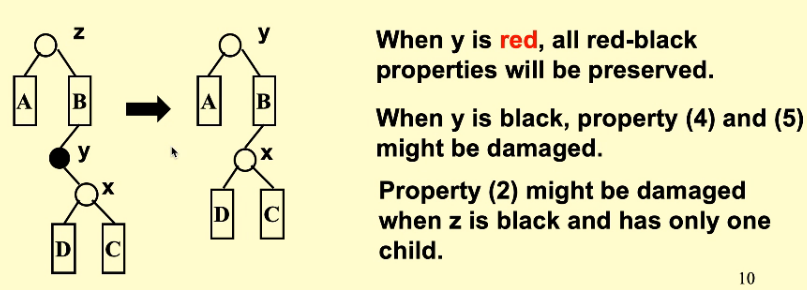 z
A
B
y
x
D
C
y
A
B
x
D
C
When y is red, all red-black
properties will be preserved.
When y is black, property (4) and (5)
might be damaged.
Property (2) might be damaged
when z is black and has only one
child.
10